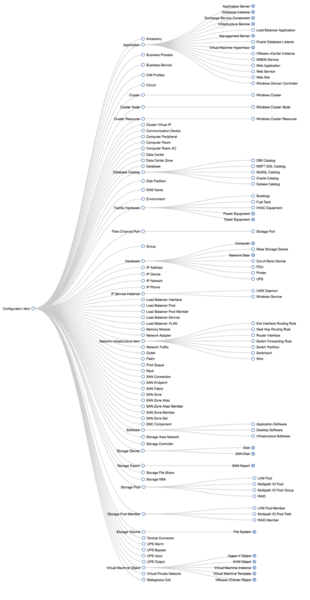 Configuration Item
Accessory
Application
Application Server
Database Instance
Exchange Service Component
Infrastructure Service
Load Balancer Application
Management Server
Oracle Database Listener
Virtual Machine Hypervisor
VMware vCenter Instance
WBEM Service
Web Application
Web Service
Web Site
Windows Domain Controller
Business Process
Business Service
CIM Profiles
Circuit
Cluster
Windows Cluster
Cluster Node
Windows Cluster Node
Cluster Resource
Windows Cluster Resource
Cluster Virtual IP
Communication Device
Computer Peripheral
Computer Room
Computer Room AC
Data Center
Data Center Zone
Database
Database Catalog
DB2 Catalog
MSFT SQL Catalog
MySQL Catalog
Oracle Catalog
Sybase Catalog
Disk Partition
DNS Name
Environment
Facility Hardware
Buildings
Fuel Tank
HVAC Equipment
Power Equipment
Tower Equipment
Fibre Channel Port
Storage Port
Group
Hardware
Computer
Mass Storage Device
Network Gear
Out-of-Band Device
PDU
Printer
UPS
IP Address
IP Device
IP Network
IP Phone
IP Service Instance
UNIX Daemon
Windows Service
Load Balancer Interface
Load Balancer Pool
Load Balancer Pool Member
Load Balancer Service
Load Balancer VLAN
Memory Module
Network Adapter
Network Infrastructure Item
Exit Interface Routing Rule
Next Hop Routing Rule
Router Interface
Switch Forwarding Rule
Switch Partition
Switchport
Wire
Network Traffic
Outlet
Patch
Print Queue
Rack
SAN Connection
SAN Endpoint
SAN Fabric
SAN Zone
SAN Zone Alias
SAN Zone Alias Member
SAN Zone Member
SAN Zone Set
SNC Component
Software
Application Software
Desktop Software
Infrastructure Software
Storage Area Network
Storage Controller
Storage Device
Disk
SAN Disk
Storage Export
SAN Export
Storage File Share
Storage HBA
Storage Pool
LVM Pool
Multipath IO Pool
Multipath IO Pool Group
RAID
Storage Pool Member
LVM Pool Member
Multipath IO Pool Path
RAID Member
Storage Volume
File System
Tomcat Connector
UPS Alarm
UPS Bypass
UPS Input
UPS Output
Virtual Machine Object
Hyper-V Object
KVM Object
Virtual Machine Instance
Virtual Machine Template
VMware vCenter Object
Virtual Private Network
Websphere Cell